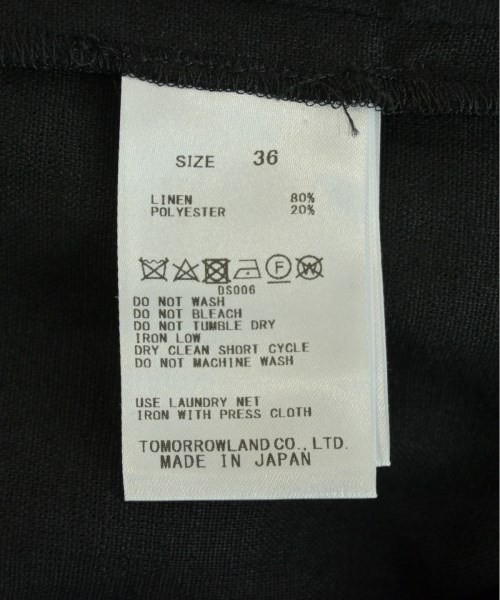 SIZE 36
LINEN 80%
POLYESTER 20%
F W
DS006
DO NOT WASH
DO NOT BLEACH
DO NOT TUMBLE DRY
IRON LOW
DRY CLEAN SHORT CYCLE
DO NOT MACHINE WASH
USE LAUNDRY NET
IRON WITH PRESS CLOTH
TOMORROWLAND CO., LTD.
MADE IN JAPAN